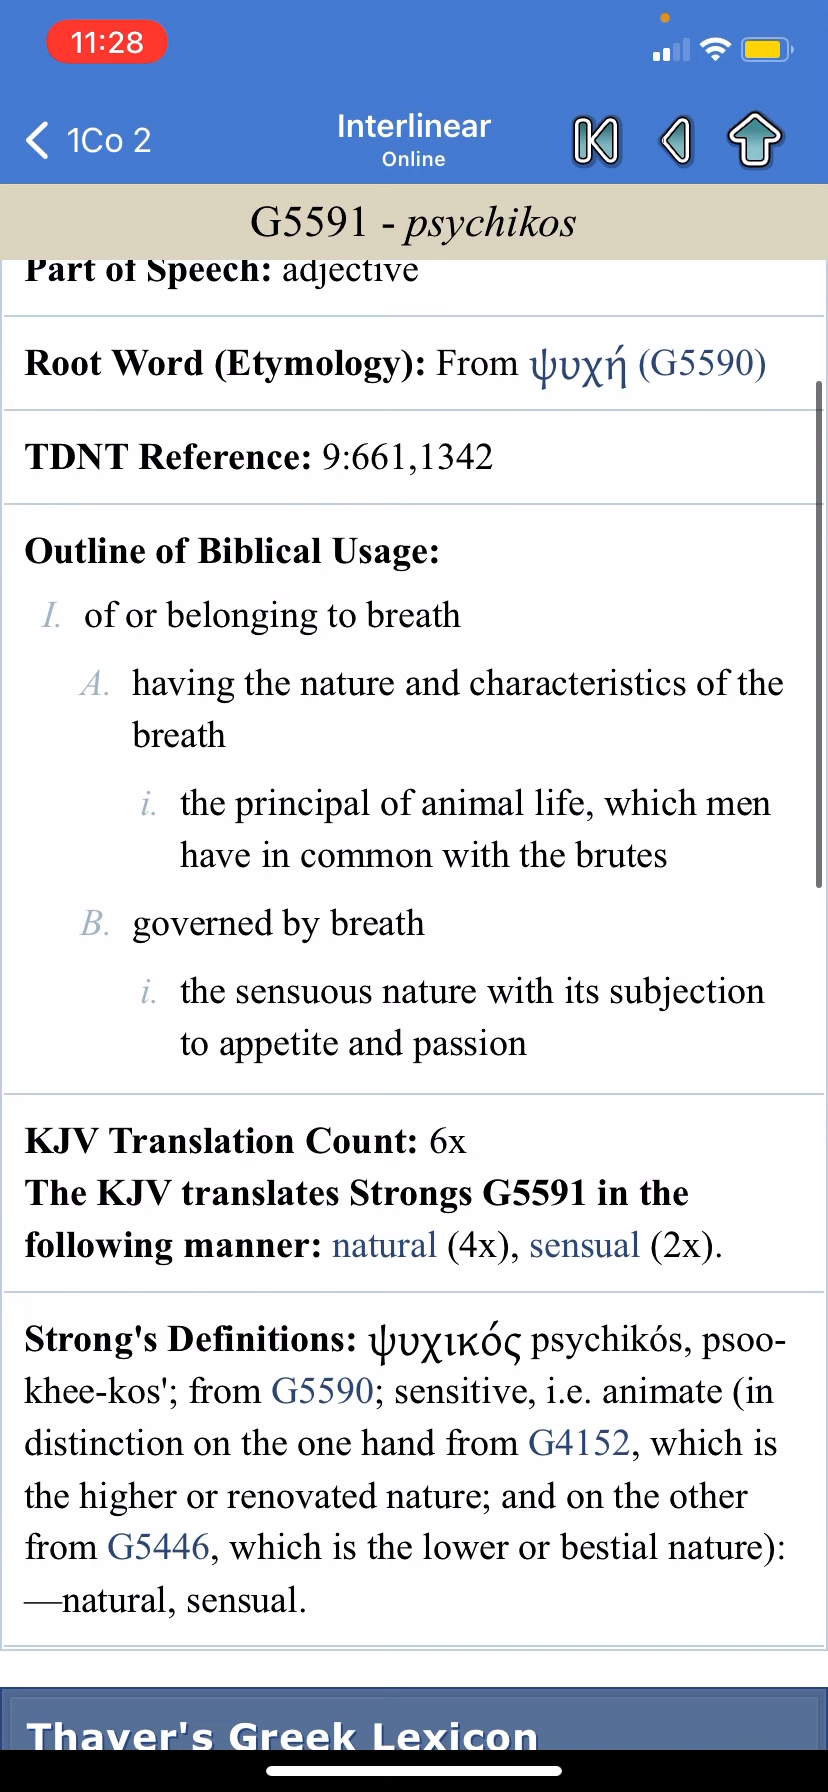 11:28
1Co 2
Interlinear
Online
G5591 - psychikos
Part of Speech: adjective
Root Word (Etymology): From ψυχή (G5590)
TDNT Reference: 9:661,1342
Outline of Biblical Usage:
I. of or belonging to breath
A. having the nature and characteristics of the
breath
i. the principal of animal life, which men
have in common with the brutes
B. governed by breath
i. the sensuous nature with its subjection
to appetite and passion
KJV Translation Count: 6x
The KJV translates Strongs G5591 in the
following manner: natural (4x), sensual (2x).
Strong's Definitions: ψυχικός psychikós, psoo-
khee-kos'; from G5590; sensitive, i.e. animate (in
distinction on the one hand from G4152, which is
the higher or renovated nature; and on the other
from G5446, which is the lower or bestial nature):
—natural, sensual.
Thayer's Greek Lexicon